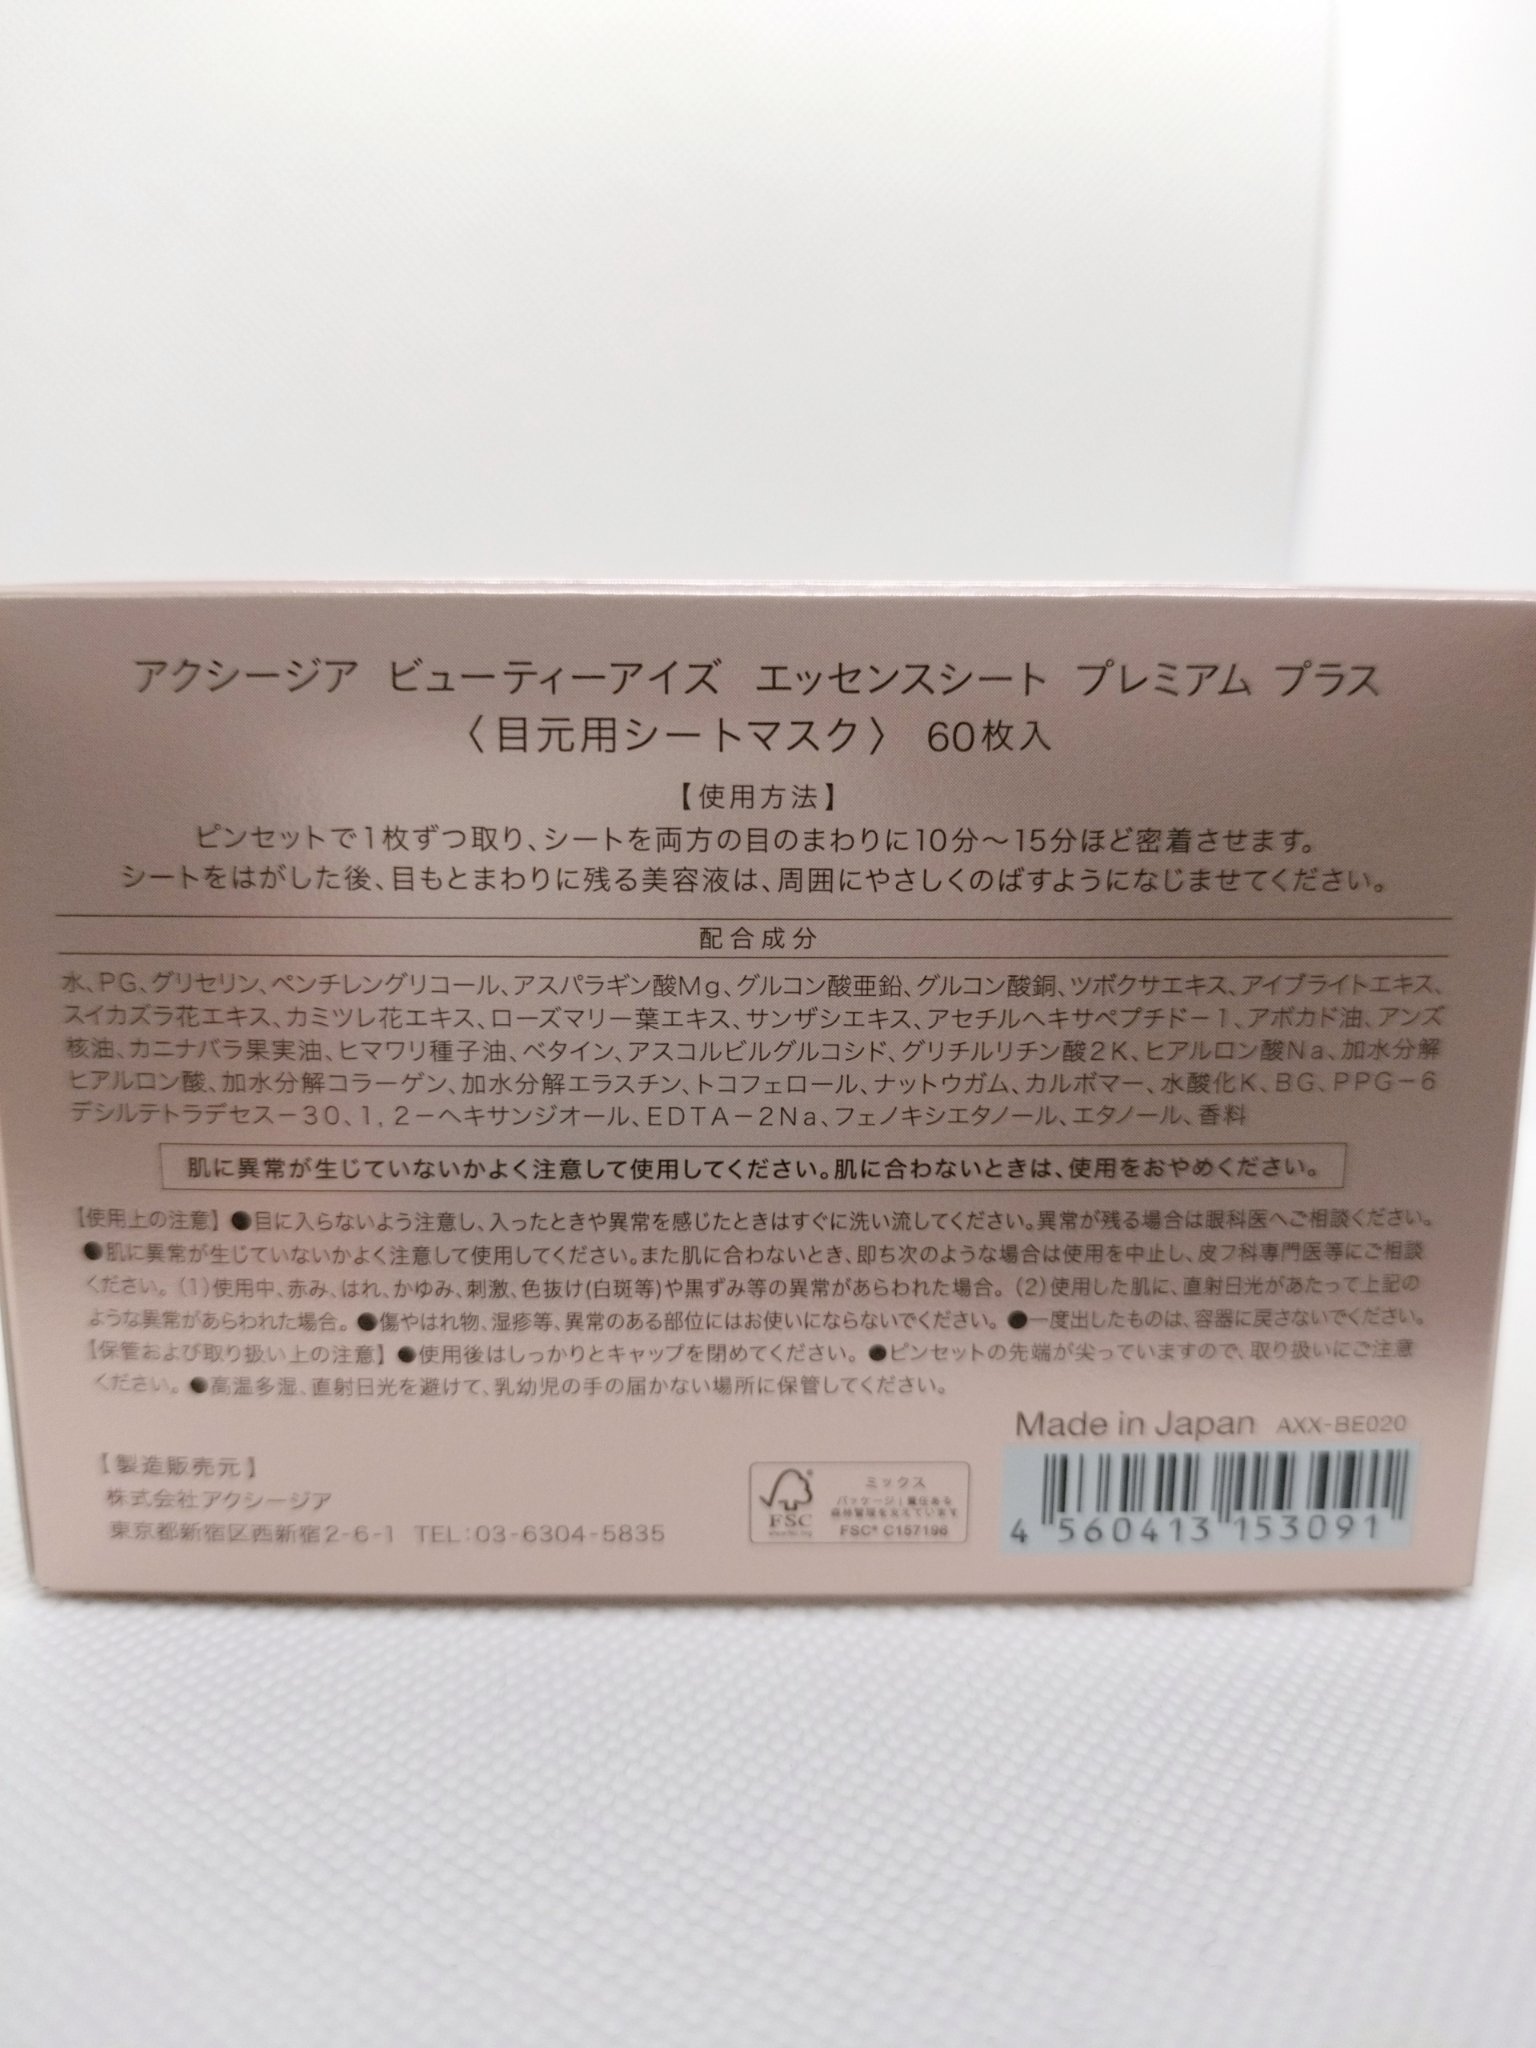 アクシージア ビューティーアイズ エッセンスシート プレミアム プラス
〈目元用シートマスク〉 60枚入
【使用方法】
ピンセットで1枚ずつ取り、シートを両方の目のまわりに10分〜15分ほど密着させます。
シートをはがした後、目もとまわりに残る美容液は、周囲にやさしくのばすようになじませてください。
配合成分
水、PG、グリセリン、ペンチレングリコール、アスパラギン酸Mg、グルコン酸亜鉛、グルコン酸銅、ツボクサエキス、アイブライトエキス、
スイカズラ花エキス、カミツレ花エキス、ローズマリー葉エキス、サンザシエキス、アセチルヘキサペプチドー1、アボカド油、アンズ
核油、カニナバラ果実油、ヒマワリ種子油、ベタイン、アスコルビルグルコシド、グリチルリチン酸2K、ヒアルロン酸Na、加水分解
ヒアルロン酸、加水分解コラーゲン、加水分解エラスチン、トコフェロール、ナットウガム、カルボマー、水酸化K、BG、PPG－6
デシルテトラデセス－30、1, 2－ヘキサンジオール、EDTA－2Na、フェノキシエタノール、エタノール、香料
肌に異常が生じていないかよく注意して使用してください。肌に合わないときは、使用をおやめください。
【使用上の注意】 ●目に入らないよう注意し、入ったときや異常を感じたときはすぐに洗い流してください。異常が残る場合は眼科医へご相談ください。
●肌に異常が生じていないかよく注意して使用してください。また肌に合わないとき、即ち次のような場合は使用を中止し、皮フ科専門医等にご相談
ください。(1)使用中、赤み、はれ、かゆみ、刺激、色抜け(白斑等)や黒ずみ等の異常があらわれた場合。(2)使用した肌に、直射日光があたって上記の
ような異常があらわれた場合。 ●傷やはれ物、湿疹等、異常のある部位にはお使いにならないでください。 ●一度出したものは、容器に戻さないでください。
【保管および取り扱い上の注意】 ●使用後はしっかりとキャップを閉めてください。 ●ピンセットの先端が尖っていますので、取り扱いにご注意
ください。 ●高温多湿、直射日光を避けて、乳幼児の手の届かない場所に保管してください。
Made in Japan AXX-BE020
【製造販売元】
株式会社アクシージア
東京都新宿区西新宿2-6-1 TEL:03-6304-5835
FSC
ミックス
パッケージ|責任ある
森林管理を支えています
FSC® C157196
4 560413 153091